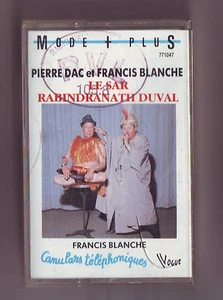 MODE + PLUS
771047
PIERRE DAC et FRANCIS BLANCHE
LE SAR
RABINDRANATH DUVAL
FRANCIS BLANCHE
Canulars téléphoniques
Vogue